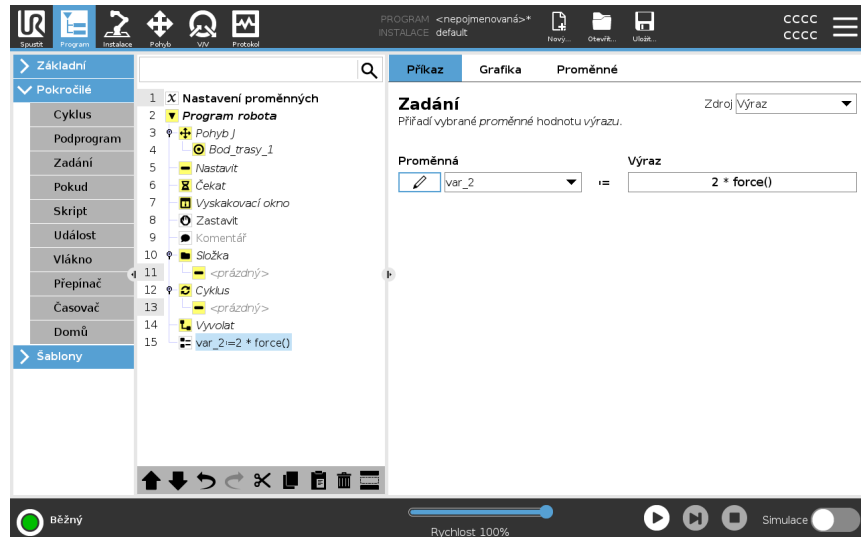 PROGRAM <nepojmenovaná>*
INSTALACE default
CCCC
CCCC
Spustit Program Instalace Pohyb V/V Protokol
Nový... Otevřít... Uložit...
Základní
Pokročilé
Cyklus
Podprogram
Zadání
Pokud
Skript
Událost
Vlákno
Přepínač
Časovač
Domů
Šablony
1 X Nastavení proměnných
2 Program robota
3 Pohyb J
4 Bod_trasy_1
5 Nastavit
6 Čekat
7 Vyskakovací okno
8 Zastavit
9 Komentář
10 Složka
11 <prázdný>
12 Cyklus
13 <prázdný>
14 Vyvolat
15 var_2:=2 * force()
Příkaz Grafika Proměnné
Zadání
Zdroj Výraz
Přiřadí vybrané proměnné hodnotu výrazu.
Proměnná Výraz
var_2 := 2 * force()
Běžný
Rychlost 100%
Simulace